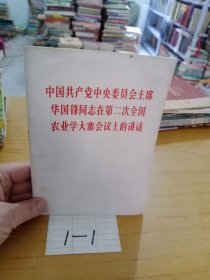 中国共产党中央委员会主席
华国锋同志在第二次全国
农业学大寨会议上的讲话
1-1